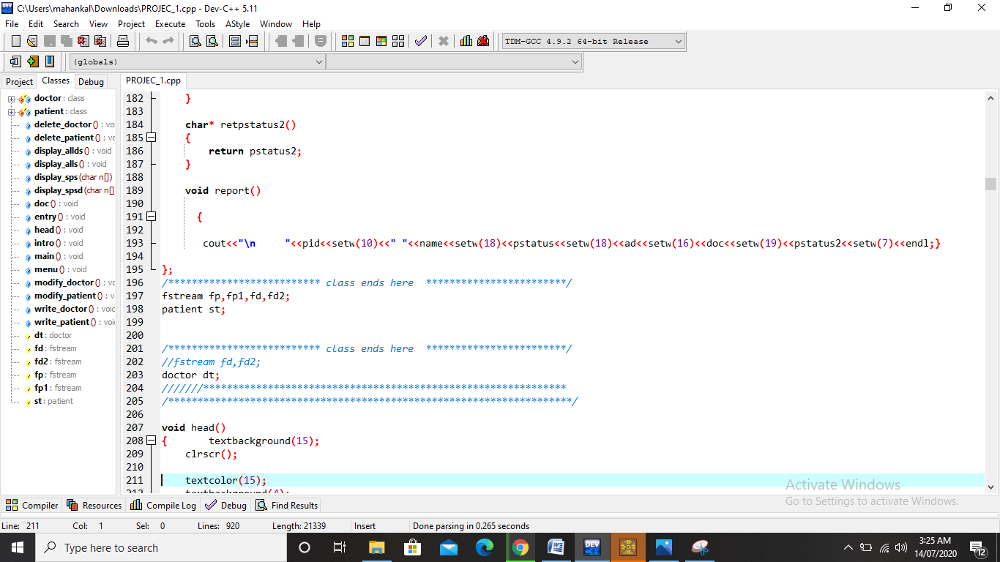 C:\Users\mahankal\Downloads\PROJEC_1.cpp - Dev-C++ 5.11
File Edit Search View Project Execute Tools AStyle Window Help
TDM-GCC 4.9.2 64-bit Release
(globals)
Project Classes Debug
PROJEC_1.cpp
doctor : class
patient : class
delete_doctor () : vo
delete_patient () : vo
display_allds () : void
display_alls () : void
display_sps (char n[])
display_spsd (char n[]
doc () : void
entry () : void
head () : void
intro () : void
main () : void
menu () : void
modify_doctor () : vo
modify_patient () : v
write_doctor () : void
write_patient () : voi
dt : doctor
fd : fstream
fd2 : fstream
fp : fstream
fp1 : fstream
st : patient
182 }
183
184 char* retpstatus2()
185 {
186 return pstatus2;
187 }
188
189 void report()
190
191 {
192
193 cout<<"\n     "<<pid<<setw(10)<<" "<<name<<setw(18)<<pstatus<<setw(18)<<ad<<setw(16)<<doc<<setw(19)<<pstatus2<<setw(7)<<endl;}
194
195 };
196 /************************** class ends here  ************************/
197 fstream fp,fp1,fd,fd2;
198 patient st;
199
200
201 /************************** class ends here  ************************/
202 //fstream fd,fd2;
203 doctor dt;
204 ///////**************************************************************
205 /*********************************************************************/
206
207 void head()
208 { textbackground(15);
209 clrscr();
210
211 textcolor(15);
212 textbackground(4);
Activate Windows
Go to Settings to activate Windows.
Compiler Resources Compile Log Debug Find Results
Line: 211 Col: 1 Sel: 0 Lines: 920 Length: 21339 Insert Done parsing in 0.265 seconds
Type here to search
DEV
DOS
3:25 AM
14/07/2020
12